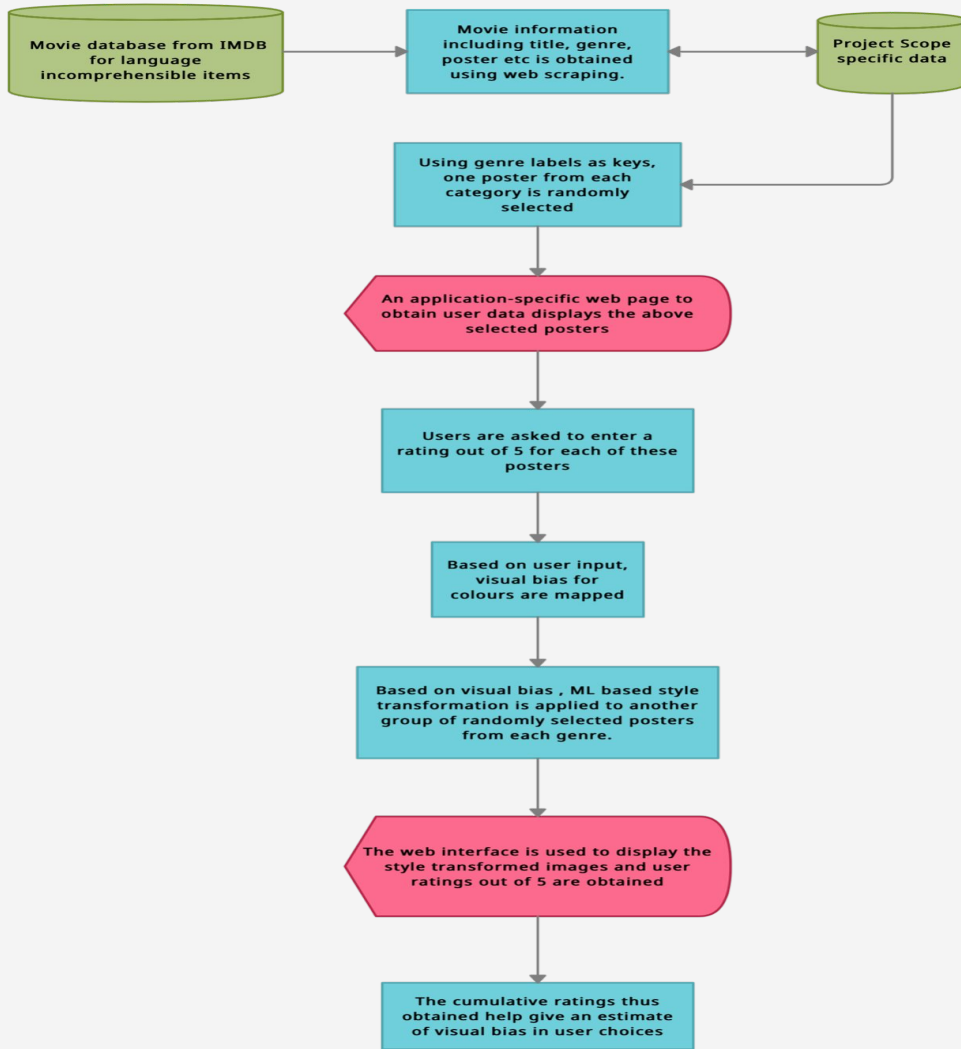 Movie database from IMDB
for language
incomprehensible items
Movie information
including title, genre,
poster etc is obtained
using web scraping.
Project Scope
specific data
Using genre labels as keys,
one poster from each
category is randomly
selected
An application-specific web page to
obtain user data displays the above
selected posters
Users are asked to enter a
rating out of 5 for each of these
posters
Based on user input,
visual bias for
colours are mapped
Based on visual bias , ML based style
transformation is applied to another
group of randomly selected posters
from each genre.
The web interface is used to display the
style transformed images and user
ratings out of 5 are obtained
The cumulative ratings thus
obtained help give an estimate
of visual bias in user choices